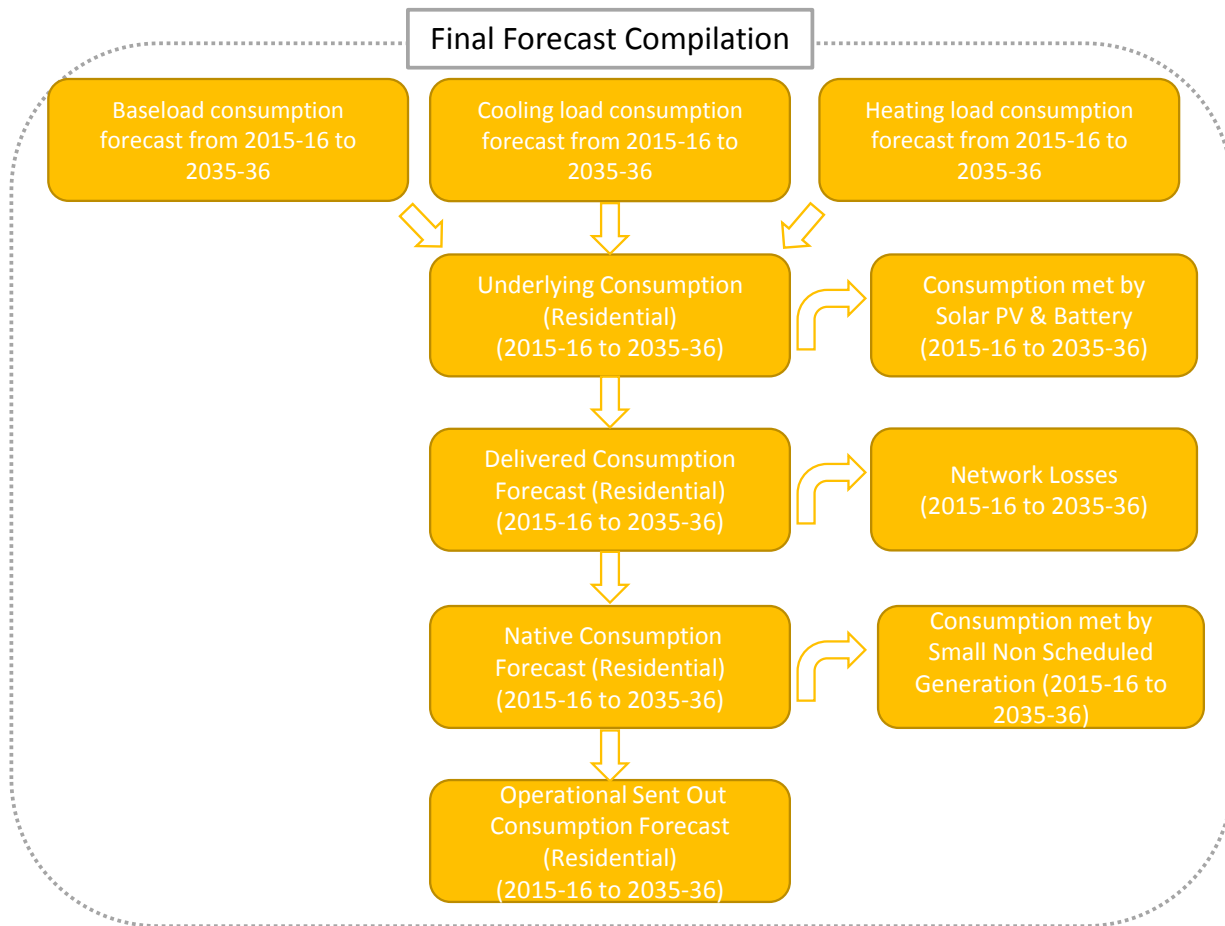 Final Forecast Compilation
Baseload consumption
forecast from 2015-16 to
2035-36
Cooling load consumption
forecast from 2015-16 to
2035-36
Heating load consumption
forecast from 2015-16 to
2035-36
Underlying Consumption
(Residential)
(2015-16 to 2035-36)
Consumption met by
Solar PV & Battery
(2015-16 to 2035-36)
Delivered Consumption
Forecast (Residential)
(2015-16 to 2035-36)
Network Losses
(2015-16 to 2035-36)
Native Consumption
Forecast (Residential)
(2015-16 to 2035-36)
Consumption met by
Small Non Scheduled
Generation (2015-16 to
2035-36)
Operational Sent Out
Consumption Forecast
(Residential)
(2015-16 to 2035-36)